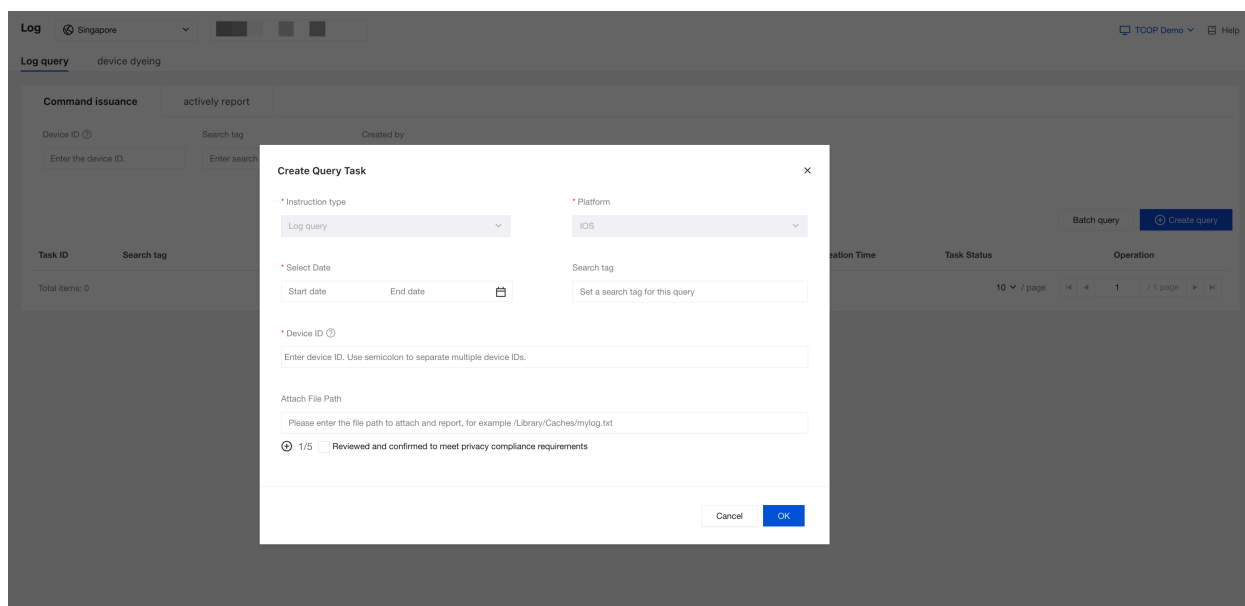 Log Singapore TCOP Demo Help
Log query device dyeing
Command issuance actively report
Device ID Search tag Created by
Enter the device ID. Enter search
Create Query Task
* Instruction type * Platform
Log query IOS
Batch query Create query
Task ID Search tag eation Time Task Status Operation
* Select Date Search tag
Start date End date Set a search tag for this query
Total items: 0 10 / page 1 / 1 page
* Device ID
Enter device ID. Use semicolon to separate multiple device IDs.
Attach File Path
Please enter the file path to attach and report, for example /Library/Caches/mylog.txt
1/5 Reviewed and confirmed to meet privacy compliance requirements
Cancel OK